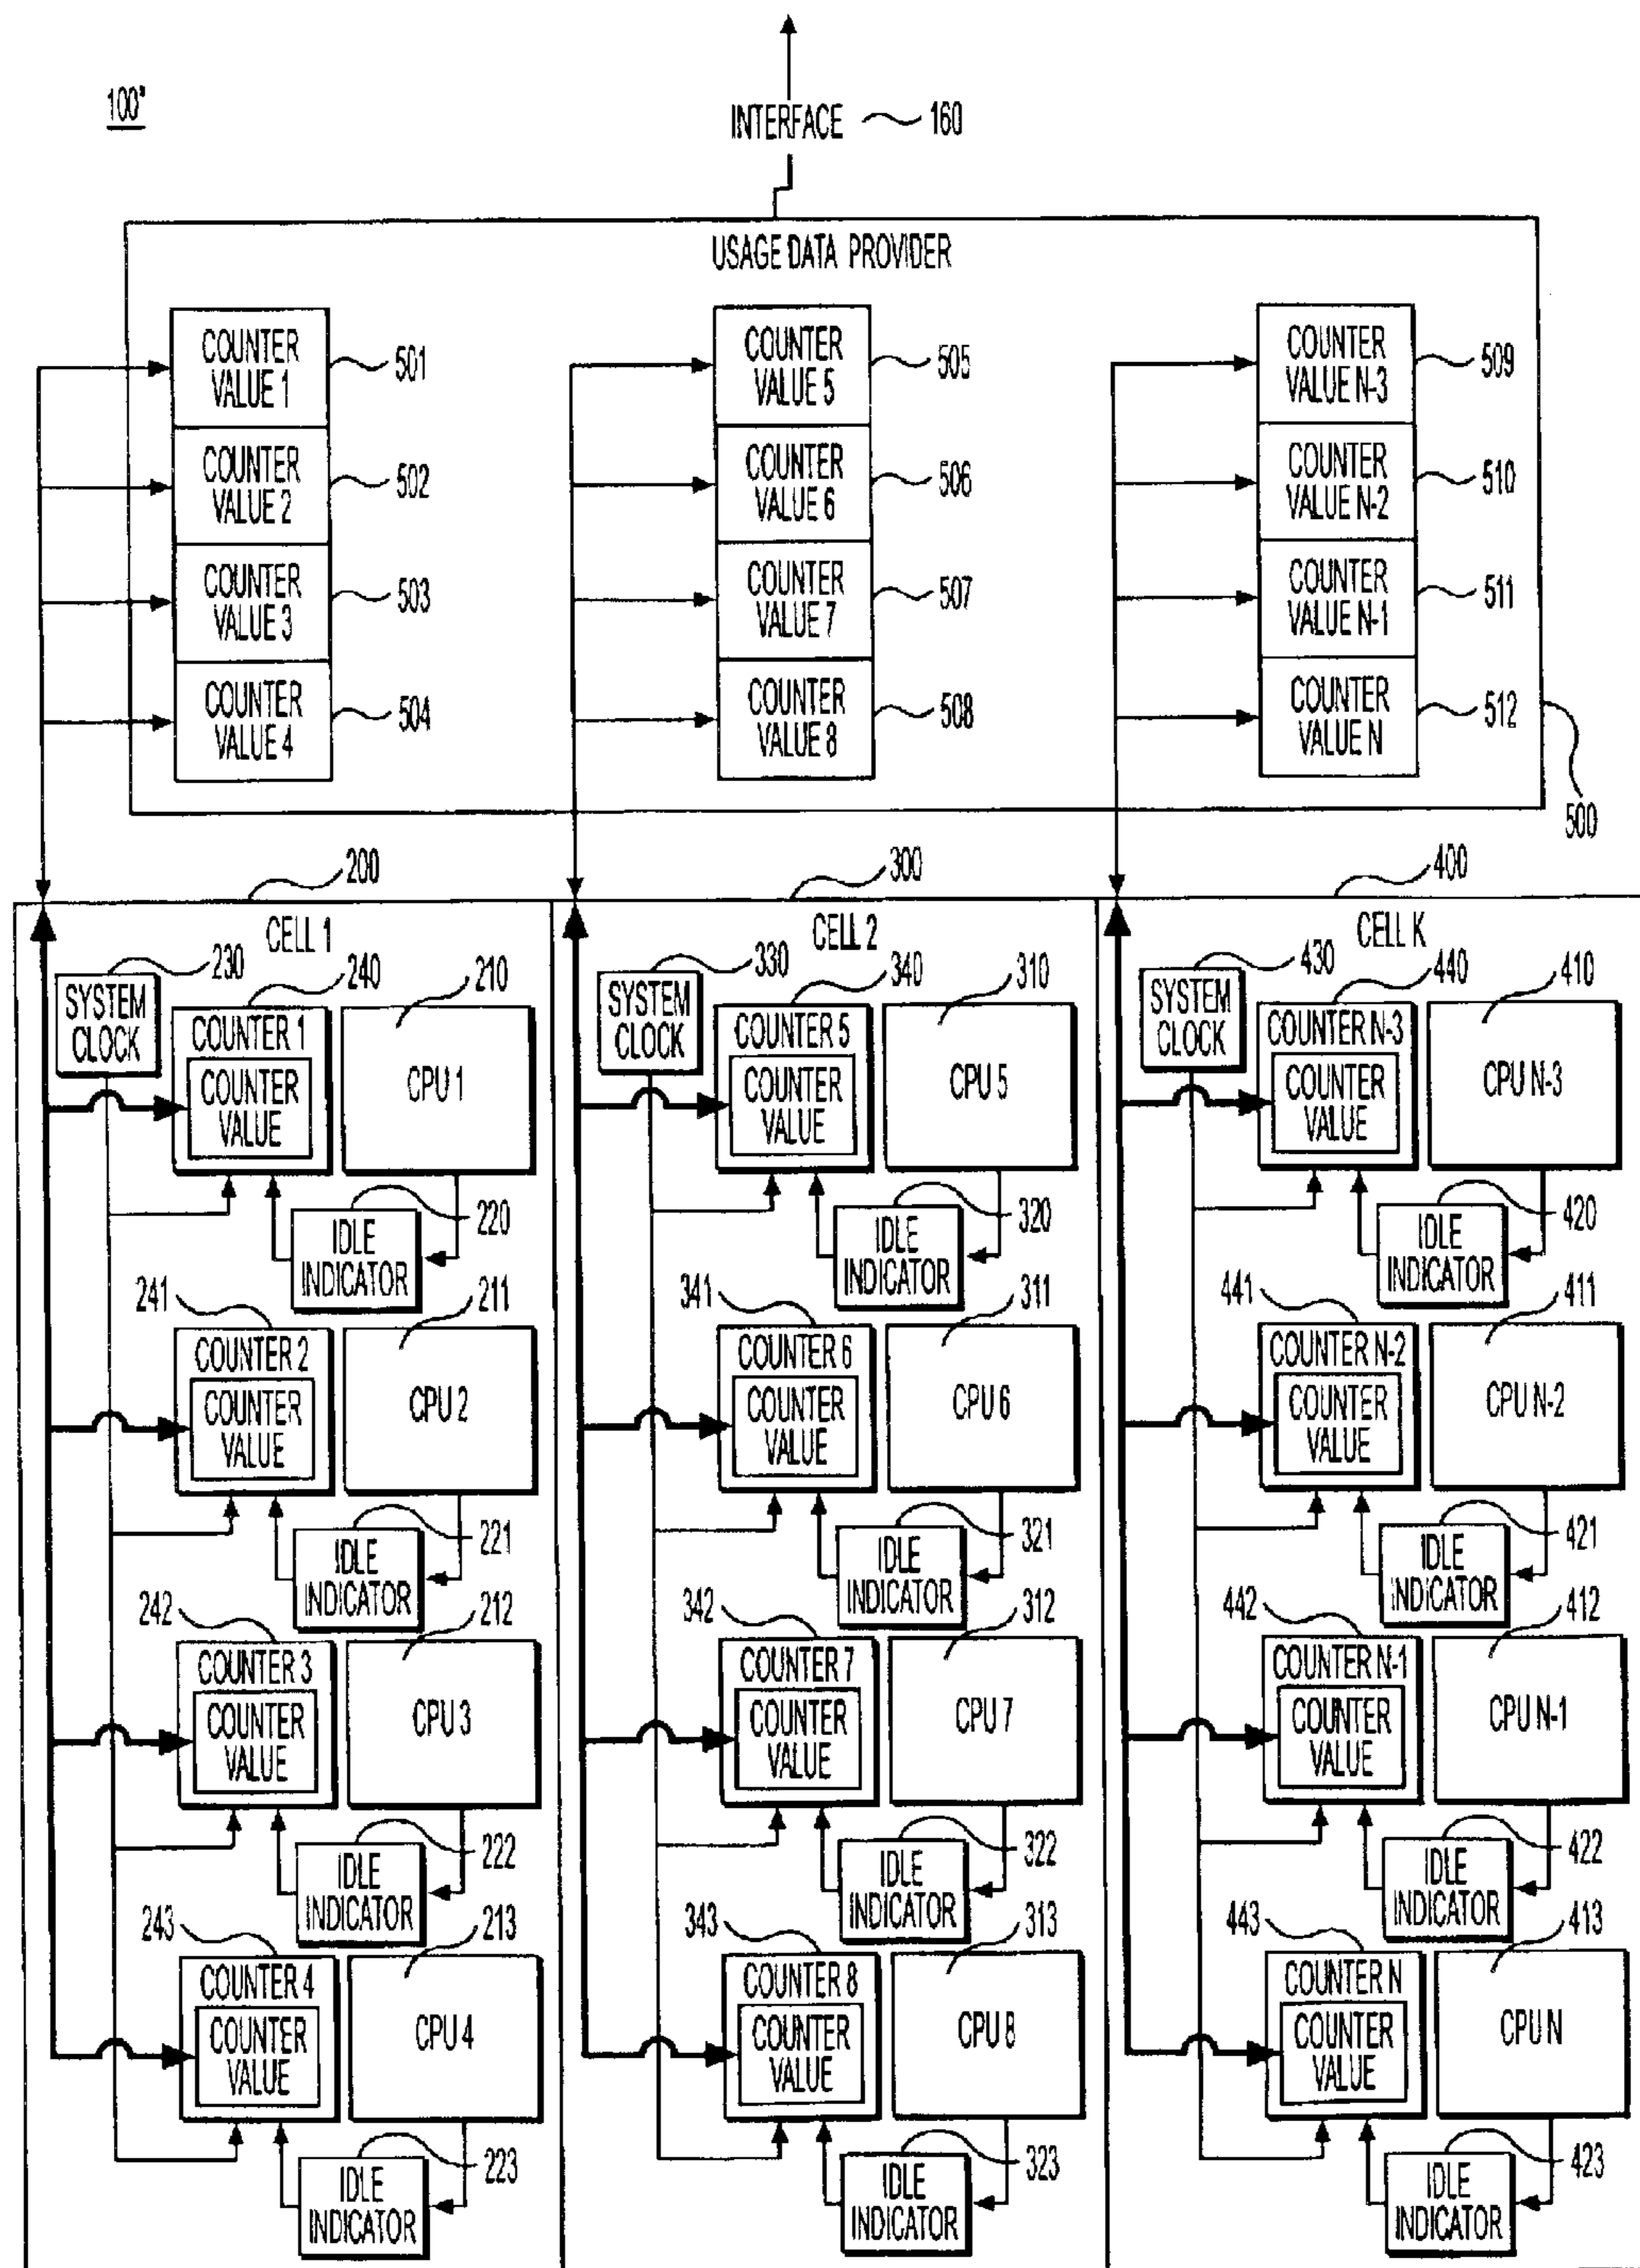 100"
INTERFACE 160
USAGE DATA PROVIDER
COUNTER
VALUE 1
501
COUNTER
VALUE 2
502
COUNTER
VALUE 3
503
COUNTER
VALUE 4
504
COUNTER
VALUE 5
505
COUNTER
VALUE 6
506
COUNTER
VALUE 7
507
COUNTER
VALUE 8
508
COUNTER
VALUE N-3
509
COUNTER
VALUE N-2
510
COUNTER
VALUE N-1
511
COUNTER
VALUE N
512
500
200
CELL 1
230
SYSTEM
CLOCK
240
COUNTER 1
COUNTER
VALUE
210
CPU 1
220
IDLE
INDICATOR
241
COUNTER 2
COUNTER
VALUE
211
CPU 2
221
IDLE
INDICATOR
242
COUNTER 3
COUNTER
VALUE
212
CPU 3
222
IDLE
INDICATOR
243
COUNTER 4
COUNTER
VALUE
213
CPU 4
223
IDLE
INDICATOR
300
CELL 2
330
SYSTEM
CLOCK
340
COUNTER 5
COUNTER
VALUE
310
CPU 5
320
IDLE
INDICATOR
341
COUNTER 6
COUNTER
VALUE
311
CPU 6
321
IDLE
INDICATOR
342
COUNTER 7
COUNTER
VALUE
312
CPU 7
322
IDLE
INDICATOR
343
COUNTER 8
COUNTER
VALUE
313
CPU 8
323
IDLE
INDICATOR
400
CELL K
430
SYSTEM
CLOCK
440
COUNTER N-3
COUNTER
VALUE
410
CPU N-3
420
IDLE
INDICATOR
441
COUNTER N-2
COUNTER
VALUE
411
CPU N-2
421
IDLE
INDICATOR
442
COUNTER N-1
COUNTER
VALUE
412
CPU N-1
422
IDLE
INDICATOR
443
COUNTER N
COUNTER
VALUE
413
CPU N
423
IDLE
INDICATOR